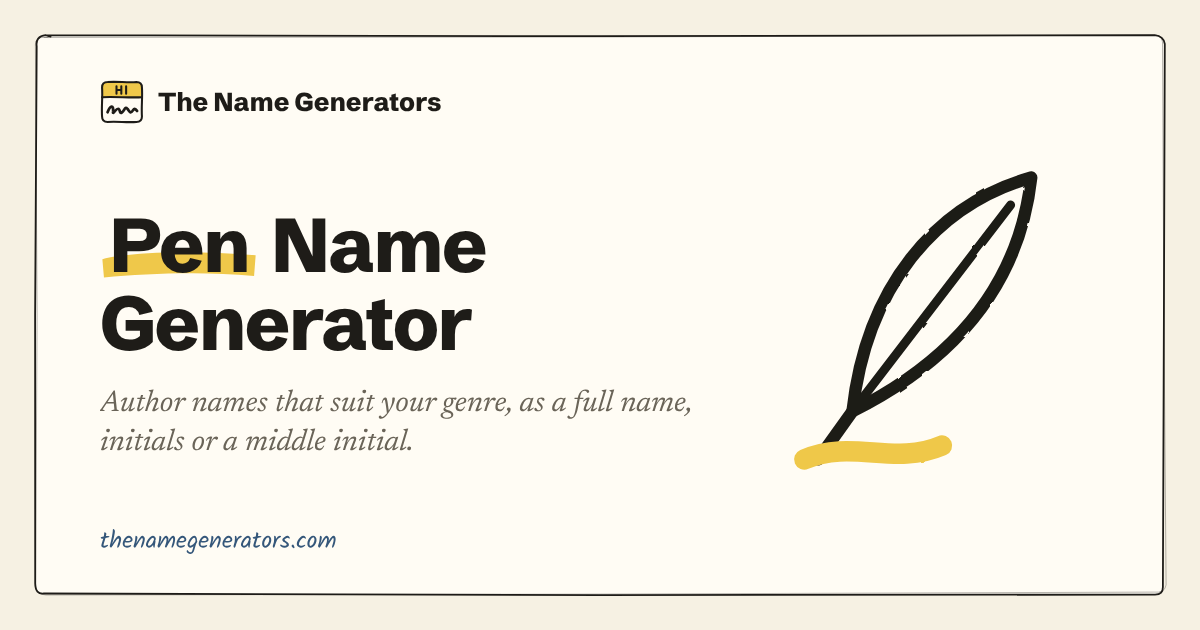 HI
The Name Generators
Pen Name
Generator
Author names that suit your genre, as a full name,
initials or a middle initial.
thenamegenerators.com